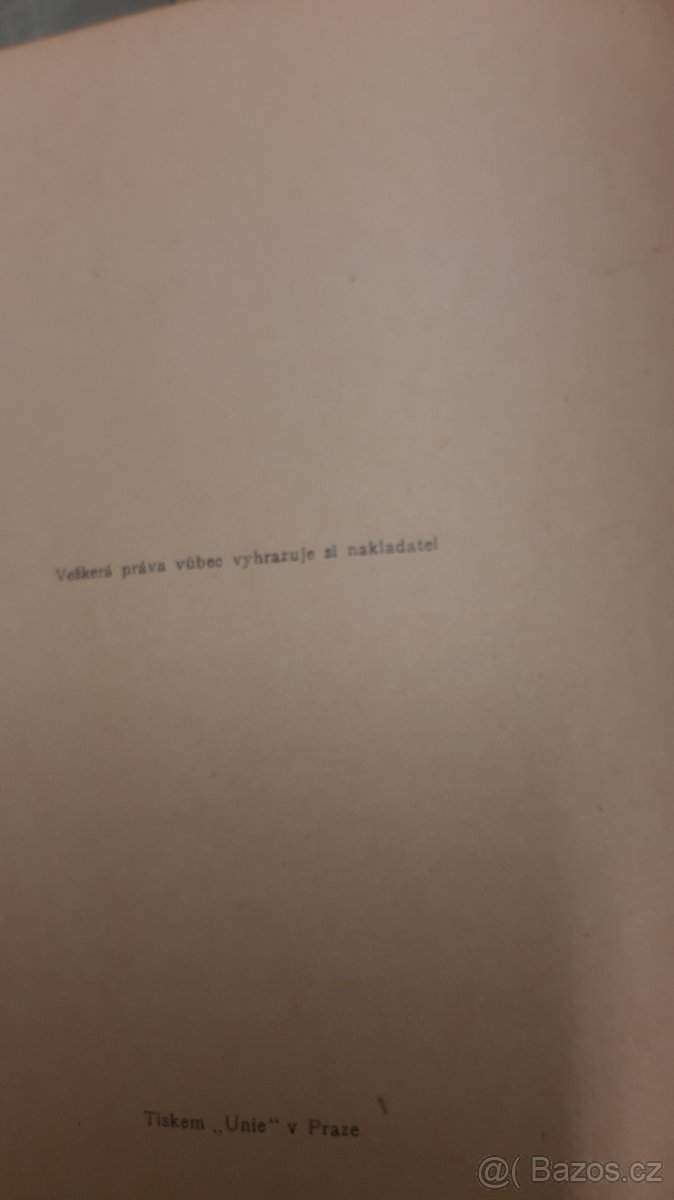 Veškerá práva vůbec vyhrazuje si nakladatel
Tiskem „Unie“ v Praze
@( Bazos.cz